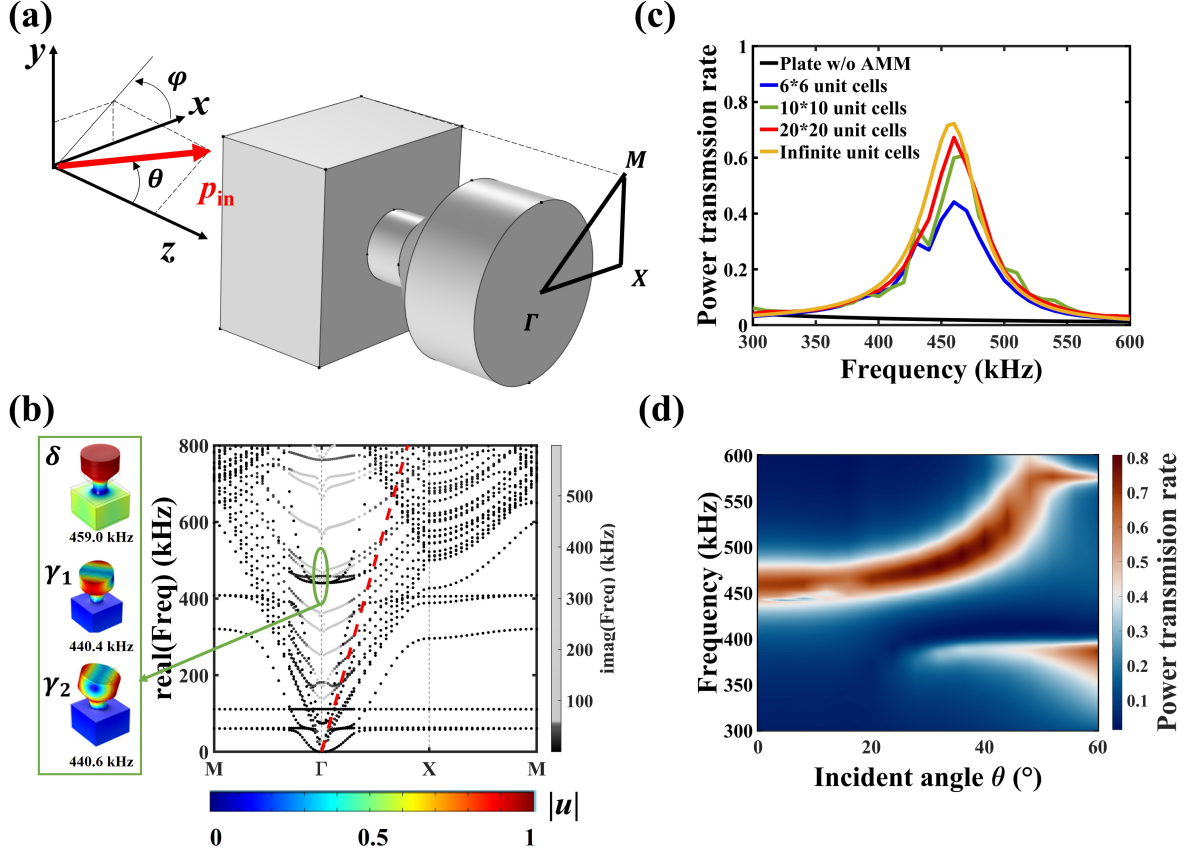 (a)
y
φ
x
θ
p_in
z
M
X
Γ
(c)
Power transmssion rate
1
0.8
0.6
0.4
0.2
0
Plate w/o AMM
6*6 unit cells
10*10 unit cells
20*20 unit cells
Infinite unit cells
300 350 400 450 500 550 600
Frequency (kHz)
(b)
δ
459.0 kHz
γ1
440.4 kHz
γ2
440.6 kHz
real(Freq) (kHz)
800
600
400
200
0
M Γ X M
500
400
300
200
100
imag(Freq) (kHz)
|u|
0 0.5 1
(d)
Frequency (kHz)
600
550
500
450
400
350
300
0 20 40 60
Incident angle θ (°)
0.8
0.7
0.6
0.5
0.4
0.3
0.2
0.1
Power transmision rate